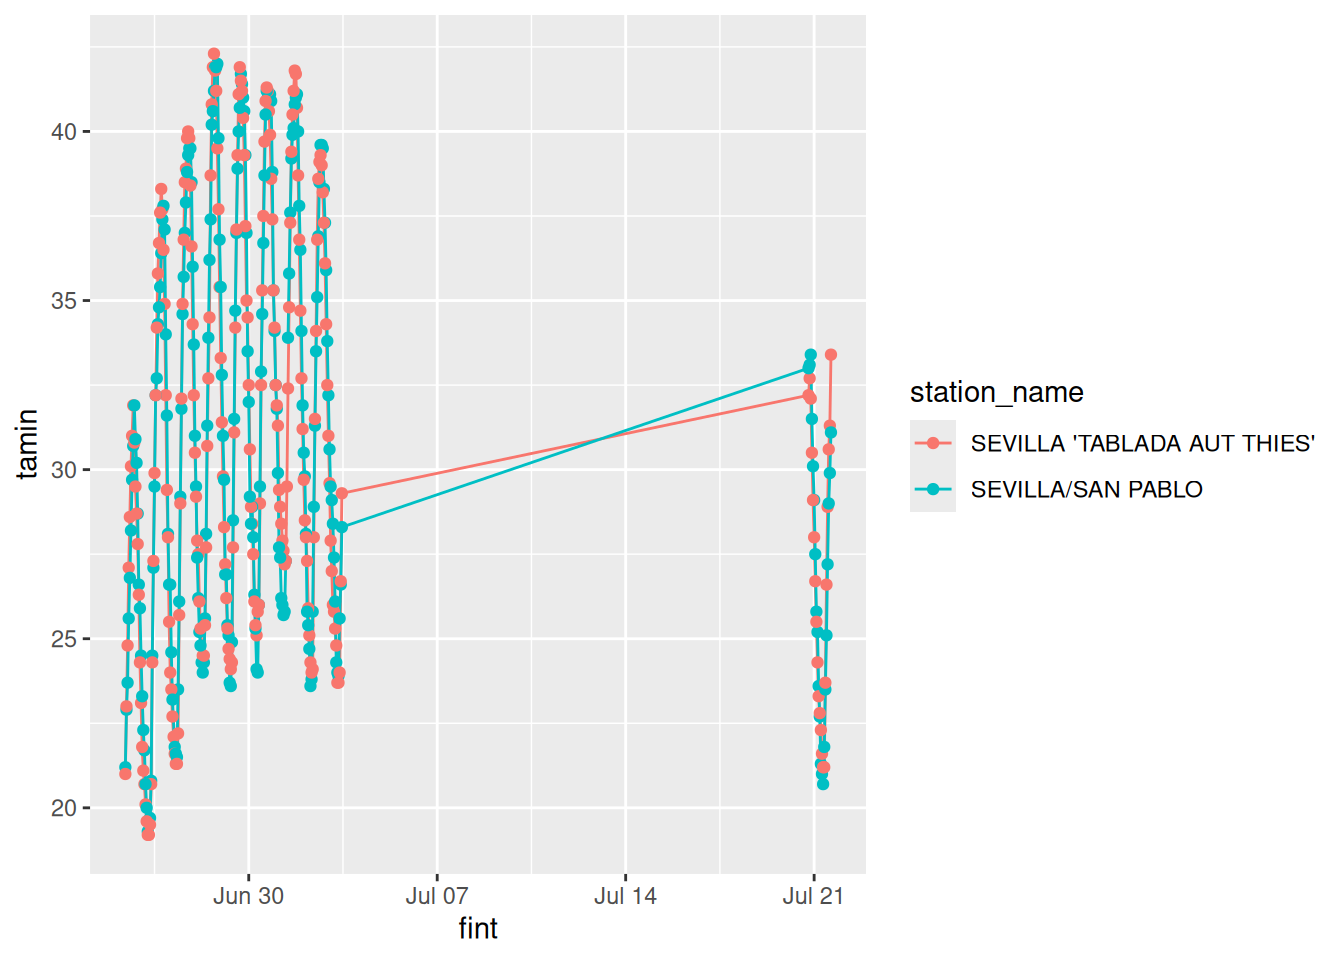 40
35
30
25
20
tamin
Jun 30
Jul 07
Jul 14
Jul 21
fint
station_name
SEVILLA 'TABLADA AUT THIES'
SEVILLA/SAN PABLO